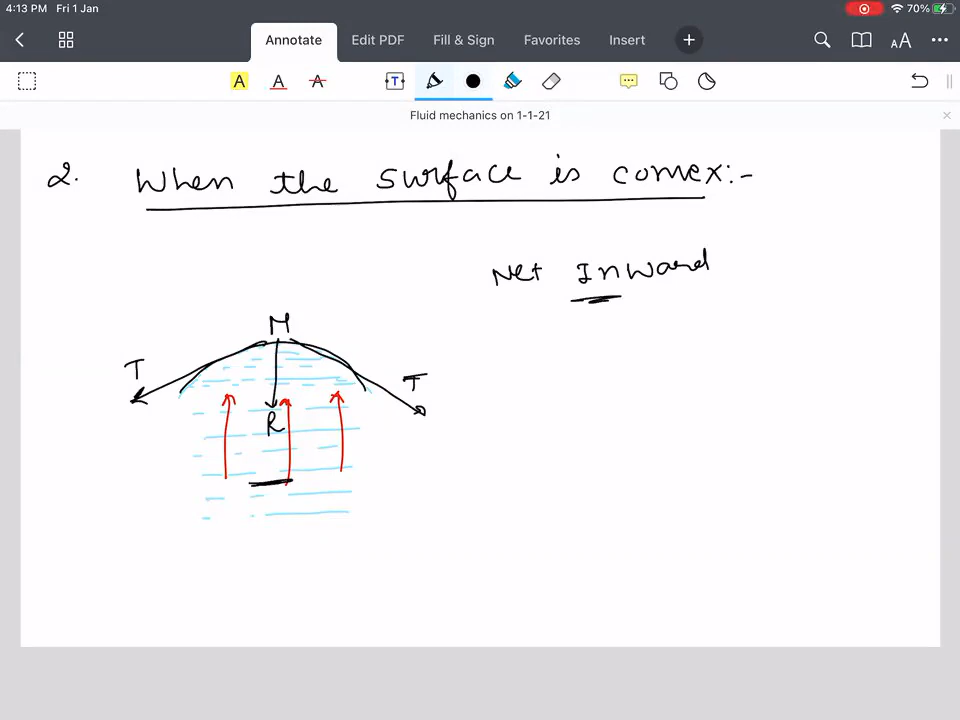 4:13 PM Fri 1 Jan
70%
Annotate Edit PDF Fill & Sign Favorites Insert
AA
A A A T
Fluid mechanics on 1-1-21
2. When the surface is convex:-
Net Inward
M
T
T
R